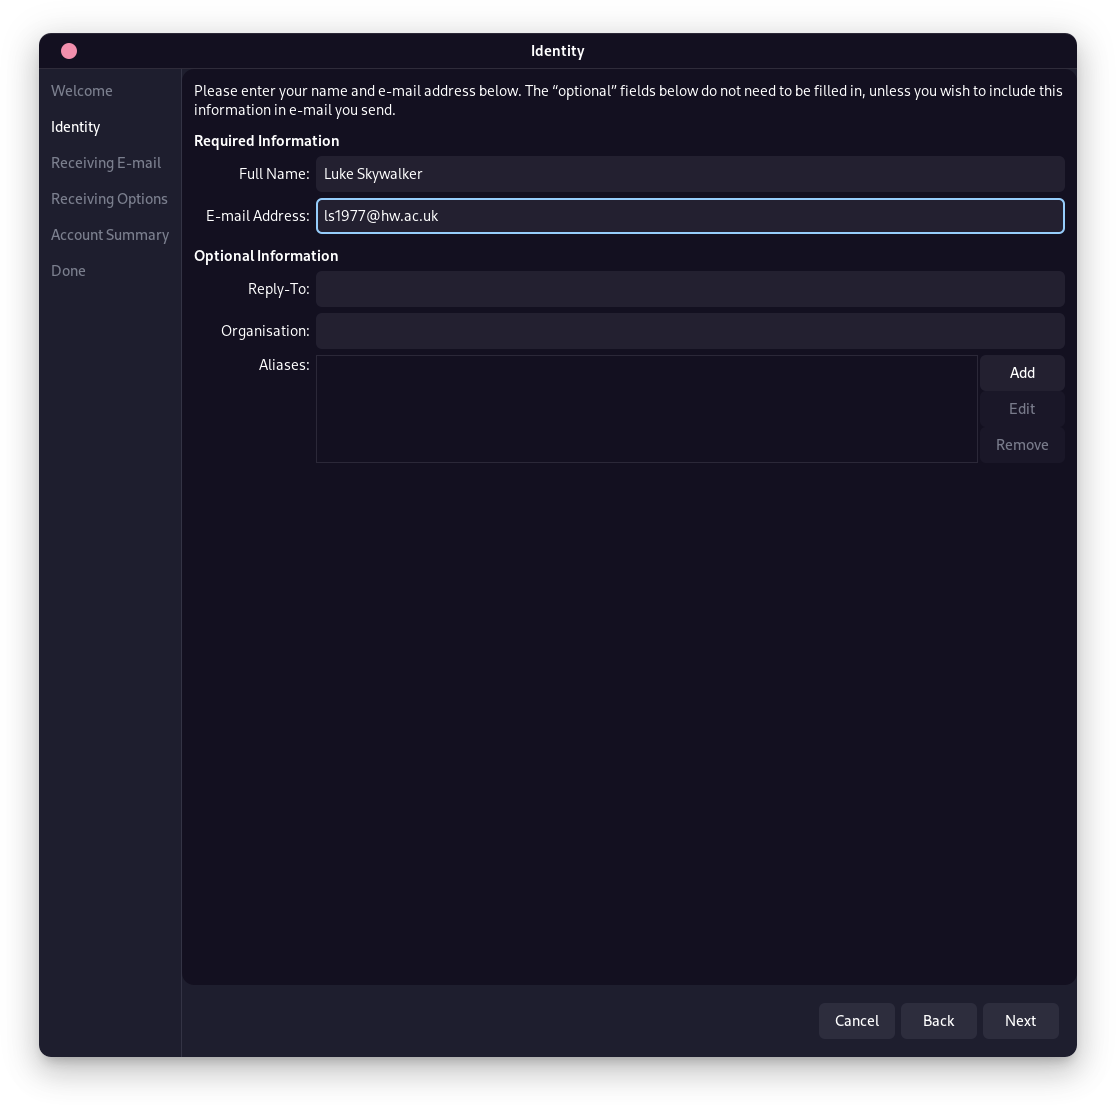 Identity
Welcome
Identity
Receiving E-mail
Receiving Options
Account Summary
Done
Please enter your name and e-mail address below. The “optional” fields below do not need to be filled in, unless you wish to include this
information in e-mail you send.
Required Information
Full Name: Luke Skywalker
E-mail Address: ls1977@hw.ac.uk
Optional Information
Reply-To:
Organisation:
Aliases:
Add
Edit
Remove
Cancel Back Next